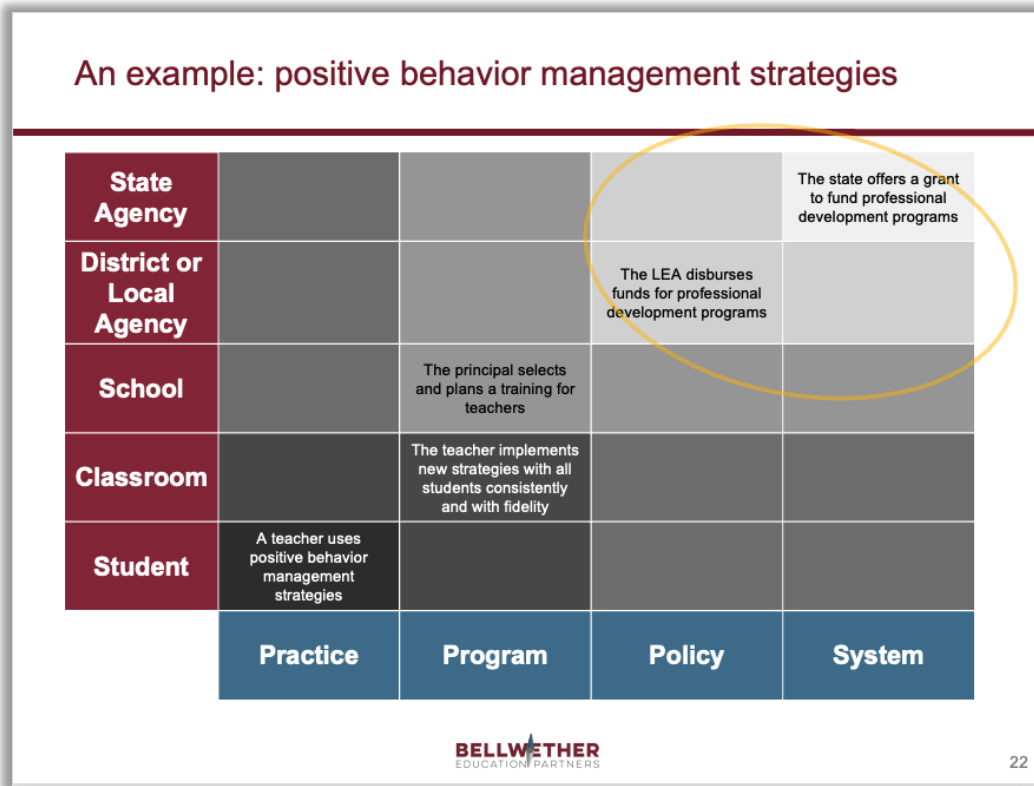 An example: positive behavior management strategies
State
Agency
The state offers a grant
to fund professional
development programs
District or
Local
Agency
The LEA disburses
funds for professional
development programs
School
The principal selects
and plans a training for
teachers
Classroom
The teacher implements
new strategies with all
students consistently
and with fidelity
Student
A teacher uses
positive behavior
management
strategies
Practice
Program
Policy
System
BELLWETHER
EDUCATION PARTNERS
22